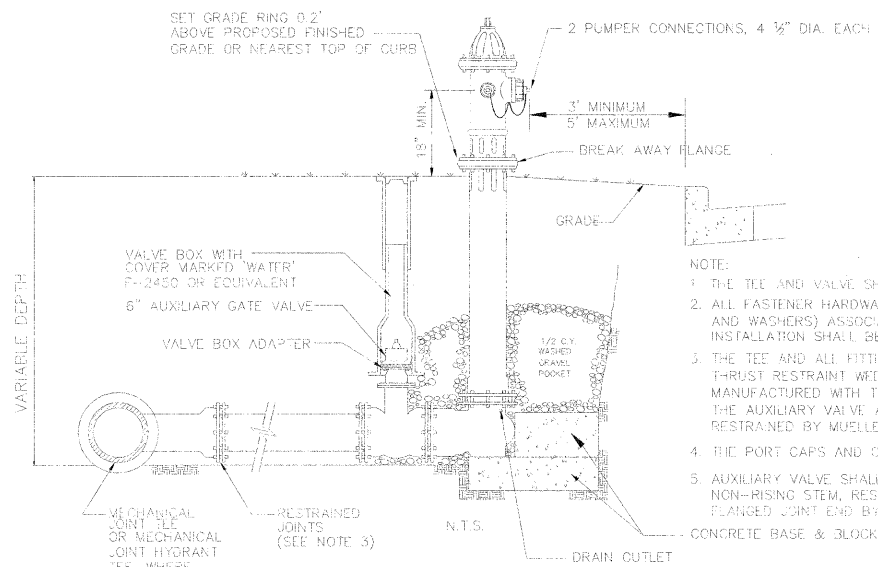 SET GRADE RING 0.2'
ABOVE PROPOSED FINISHED
GRADE OR NEAREST TOP OF CURB
2 PUMPER CONNECTIONS, 4 ½" DIA. EACH
3' MINIMUM
5' MAXIMUM
18" MIN.
BREAK AWAY FLANGE
GRADE
VARIABLE DEPTH
VALVE BOX WITH
COVER MARKED 'WATER'
OR EQUIVALENT
6" AUXILIARY GATE VALVE
VALVE BOX ADAPTER
1/2 C.Y.
WASHED
GRAVEL
POCKET
NOTE:
1. THE TEE AND VALVE SH
2. ALL FASTENER HARDWA
AND WASHERS) ASSOCI
INSTALLATION SHALL BE
3. THE TEE AND ALL FITTI
THRUST RESTRAINT WED
MANUFACTURED WITH T
THE AUXILIARY VALVE A
RESTRAINED BY MUELLE
4. THE PORT CAPS AND C
5. AUXILIARY VALVE SHALL
NON-RISING STEM, RES
FLANGED JOINT END BY
CONCRETE BASE & BLOCK
MECHANICAL
JOINT TEE
OR MECHANICAL
JOINT HYDRANT
TEE, WHERE
RESTRAINED
JOINTS
(SEE NOTE 3)
N.T.S.
DRAIN OUTLET